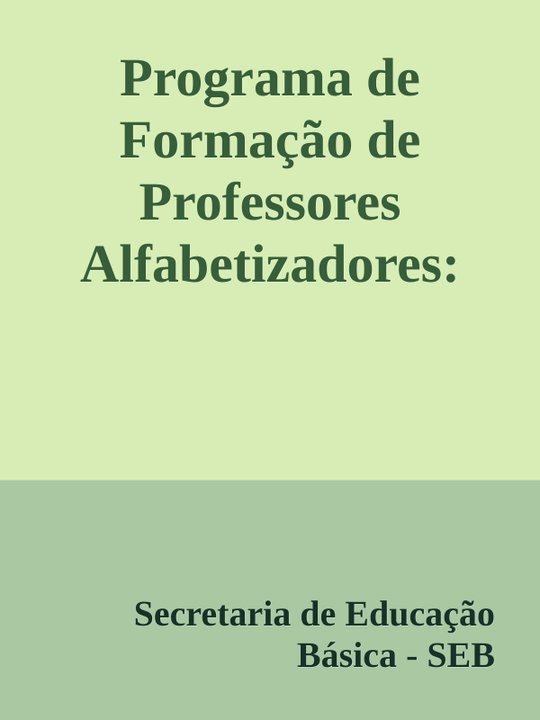 Programa de
Formação de
Professores
Alfabetizadores:
Secretaria de Educação
Básica - SEB